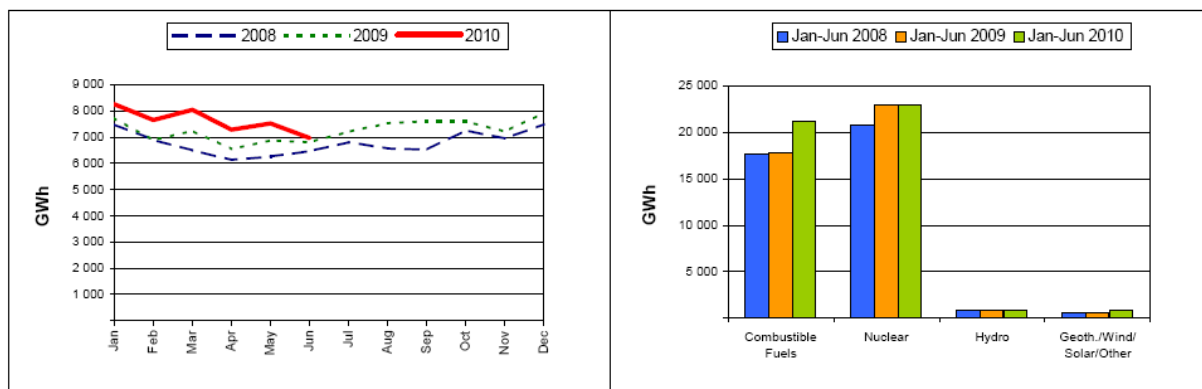 2008 2009 2010
9 000
8 000
7 000
6 000
5 000
4 000
3 000
2 000
1 000
GWh
Jan Feb Mar Apr May Jun Jul Aug Sep Oct Nov Dec
Jan-Jun 2008 Jan-Jun 2009 Jan-Jun 2010
25 000
20 000
15 000
10 000
5 000
GWh
Combustible Nuclear Hydro Geoth./Wind/
Fuels Solar/Other